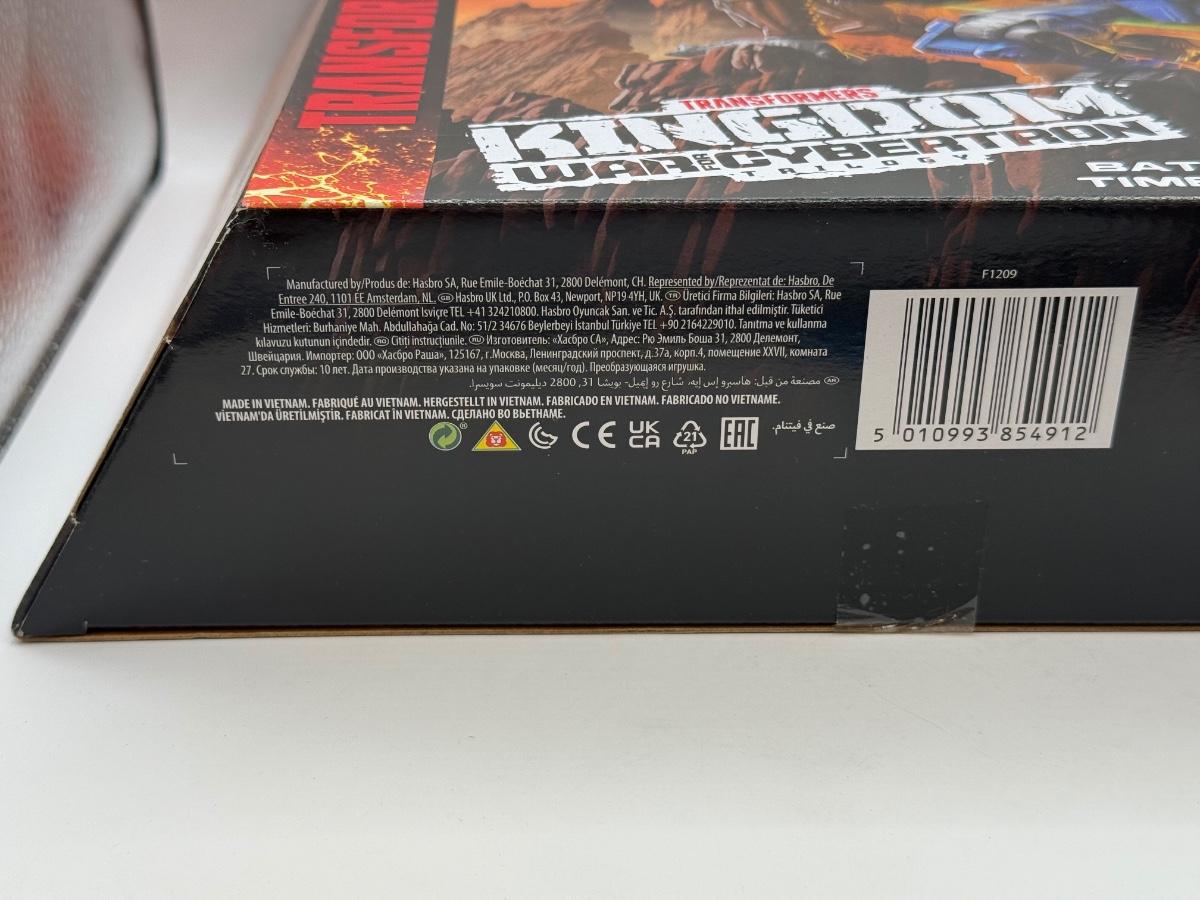 TRANSFOR
TRANSFORMERS
KINGDOM
WAR FOR CYBERTRON
TRILOGY
BAT
TIME
Manufactured by/Produs de: Hasbro SA, Rue Emile-Boéchat 31, 2800 Delémont, CH. Represented by/Reprezentat de: Hasbro, De
Entree 240, 1101 EE Amsterdam, NL. GB Hasbro UK Ltd., P.O. Box 43, Newport, NP19 4YH, UK. TR Üretici Firma Bilgileri: Hasbro SA, Rue
Emile-Boéchat 31, 2800 Delémont İsviçre TEL +41 324210800. Hasbro Oyuncak San. ve Tic. A.Ş. tarafından ithal edilmiştir. Tüketici
Hizmetleri: Burhaniye Mah. Abdullahağa Cad. No: 51/2 34676 Beylerbeyi İstanbul Türkiye TEL +90 2164229010. Tanıtma ve kullanma
kılavuzu kutunun içindedir. RO Citiți instrucțiunile. RU Изготовитель: «Хасбро СА», Адрес: Рю Эмиль Боша 31, 2800 Делемонт,
Швейцария. Импортер: ООО «Хасбро Раша», 125167, г.Москва, Ленинградский проспект, д.37а, корп.4, помещение XXVII, комната
27. Срок службы: 10 лет. Дата производства указана на упаковке (месяц/год). Преобразующаяся игрушка.
AR مصنعة من قبل: هاسبرو إس إيه، شارع رو إميل- بويشا 31, 2800 ديليمونت سويسرا.
MADE IN VIETNAM. FABRIQUÉ AU VIETNAM. HERGESTELLT IN VIETNAM. FABRICADO EN VIETNAM. FABRICADO NO VIETNAME.
VIETNAM'DA ÜRETİLMİŞTİR. FABRICAT ÎN VIETNAM. СДЕЛАНО ВО ВЬЕТНАМЕ.
® CE UK CA 21 PAP EAC صنع في فيتنام.
F1209
5 010993 854912